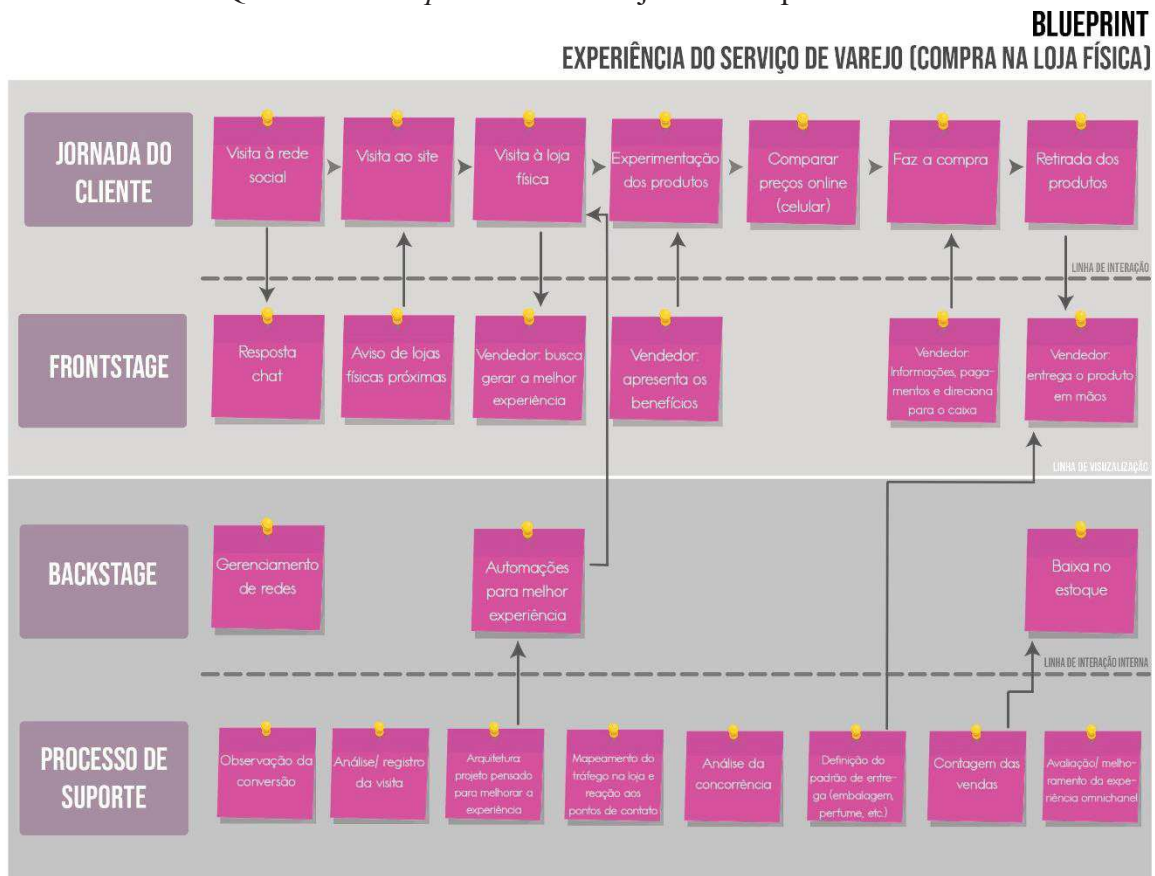 BLUEPRINT
EXPERIÊNCIA DO SERVIÇO DE VAREJO (COMPRA NA LOJA FÍSICA)
JORNADA DO
CLIENTE
Visita à rede
social
Visita ao site
Visita à loja
física
Experimentação
dos produtos
Comparar
preços online
(celular)
Faz a compra
Retirada dos
produtos
LINHA DE INTERAÇÃO
FRONTSTAGE
Resposta
chat
Aviso de lojas
físicas próximas
Vendedor: busca
gerar a melhor
experiência
Vendedor:
apresenta os
benefícios
Vendedor:
Informações, paga-
mentos e direciona
para o caixa
Vendedor:
entrega o produto
em mãos
LINHA DE VISUZALIZAÇÃO
BACKSTAGE
Gerenciamento
de redes
Automações
para melhor
experiência
Baixa no
estoque
LINHA DE INTERAÇÃO INTERNA
PROCESSO DE
SUPORTE
Observação da
conversão
Análise/ registro
da visita
Arquitetura:
projeto pensado
para melhorar a
experiência
Mapeamento do
tráfego na loja e
reação aos
pontos de contato
Análise da
concorrência
Definição do
padrão de entre-
ga (embalagem,
perfume, etc.)
Contagem das
vendas
Avaliação/ melho-
ramento da expe-
riência omnichanel